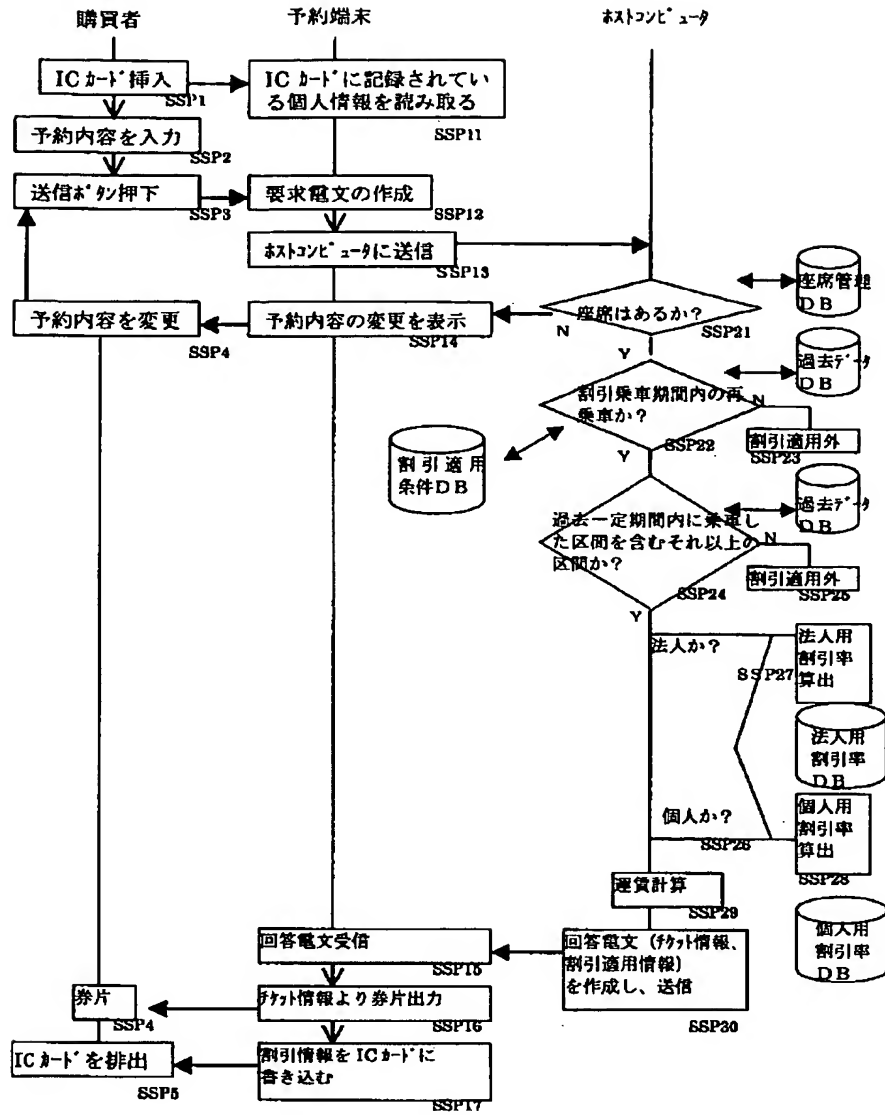 購買者
予約端末
ホストコンピュータ
ICカード挿入
SSP1
ICカードに記録されてい
る個人情報を読み取る
SSP11
予約内容を入力
SSP2
送信ボタン押下
SSP3
要求電文の作成
SSP12
ホストコンピュータに送信
SSP13
座席管理
DB
座席はあるか?
SSP21
N
Y
予約内容の変更を表示
SSP14
予約内容を変更
SSP4
過去データ
DB
割引乗車期間内の再
乗車か?
SSP22
N
Y
割引適用外
SSP23
割引適用
条件DB
過去データ
DB
過去一定期間内に乗車し
た区間を含むそれ以上の
区間か?
SSP24
N
Y
割引適用外
SSP25
法人か?
SSP27
法人用
割引率
算出
法人用
割引率
DB
個人か?
SSP26
個人用
割引率
算出
SSP28
運賃計算
SSP29
個人用
割引率
DB
回答電文(チケット情報、
割引適用情報)
を作成し、送信
SSP30
回答電文受信
SSP15
チケット情報より券片出力
SSP16
券片
SSP4
割引情報をICカードに
書き込む
SSP17
ICカードを排出
SSP5